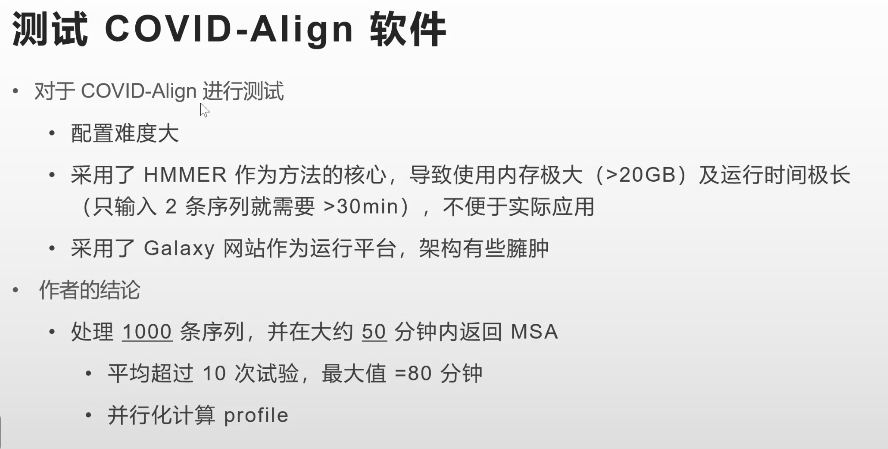 测试 COVID-Align 软件
• 对于 COVID-Align 进行测试
• 配置难度大
• 采用了 HMMER 作为方法的核心，导致使用内存极大（>20GB）及运行时间极长
（只输入 2 条序列就需要 >30min），不便于实际应用
• 采用了 Galaxy 网站作为运行平台，架构有些臃肿
• 作者的结论
• 处理 1000 条序列，并在大约 50 分钟内返回 MSA
• 平均超过 10 次试验，最大值 =80 分钟
• 并行化计算 profile